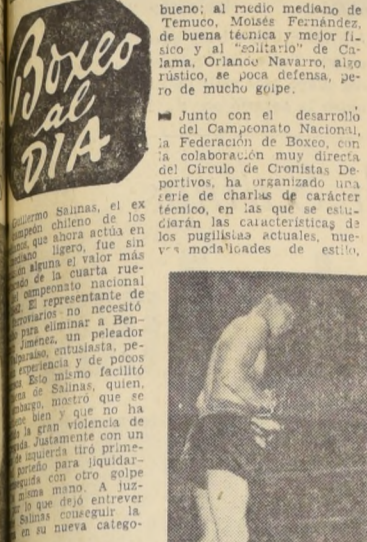 Boxeo
al
DIA
Guillermo Salinas, el ex
campeón chileno de los
que ahora actúa en
mediano ligero, fue sin
alguna el valor más
de la cuarta rue-
campeonato nacional
El representante de
ferroviarios no necesitó
para eliminar a Ben-
Jiménez, un peleador
entusiasta, pe-
experiencia y de pocos
Esto mismo facilitó
de Salinas, quien,
mostró que se
bien y que no ha
la gran violencia de
Justamente con un
de izquierda tiró prime-
porteño para liquidar-
con otro golpe
misma mano. A juz-
lo que dejó entrever
Salinas conseguir la
en su nueva catego-
bueno; al medio mediano de
Temuco, Moisés Fernández,
de buena técnica y mejor fí-
sico y al "solitario" de Ca-
lama, Orlando Navarro, algo
rústico, se poca defensa, pe-
ro de mucho golpe.
Junto con el desarrollo
del Campeonato Nacional,
la Federación de Boxeo, con
la colaboración muy directa
del Círculo de Cronistas De-
portivos, ha organizado una
serie de charlas de carácter
técnico, en las que se estu-
diarán las características de
los pugilistas actuales, nue-
vas modalidades de estilo,